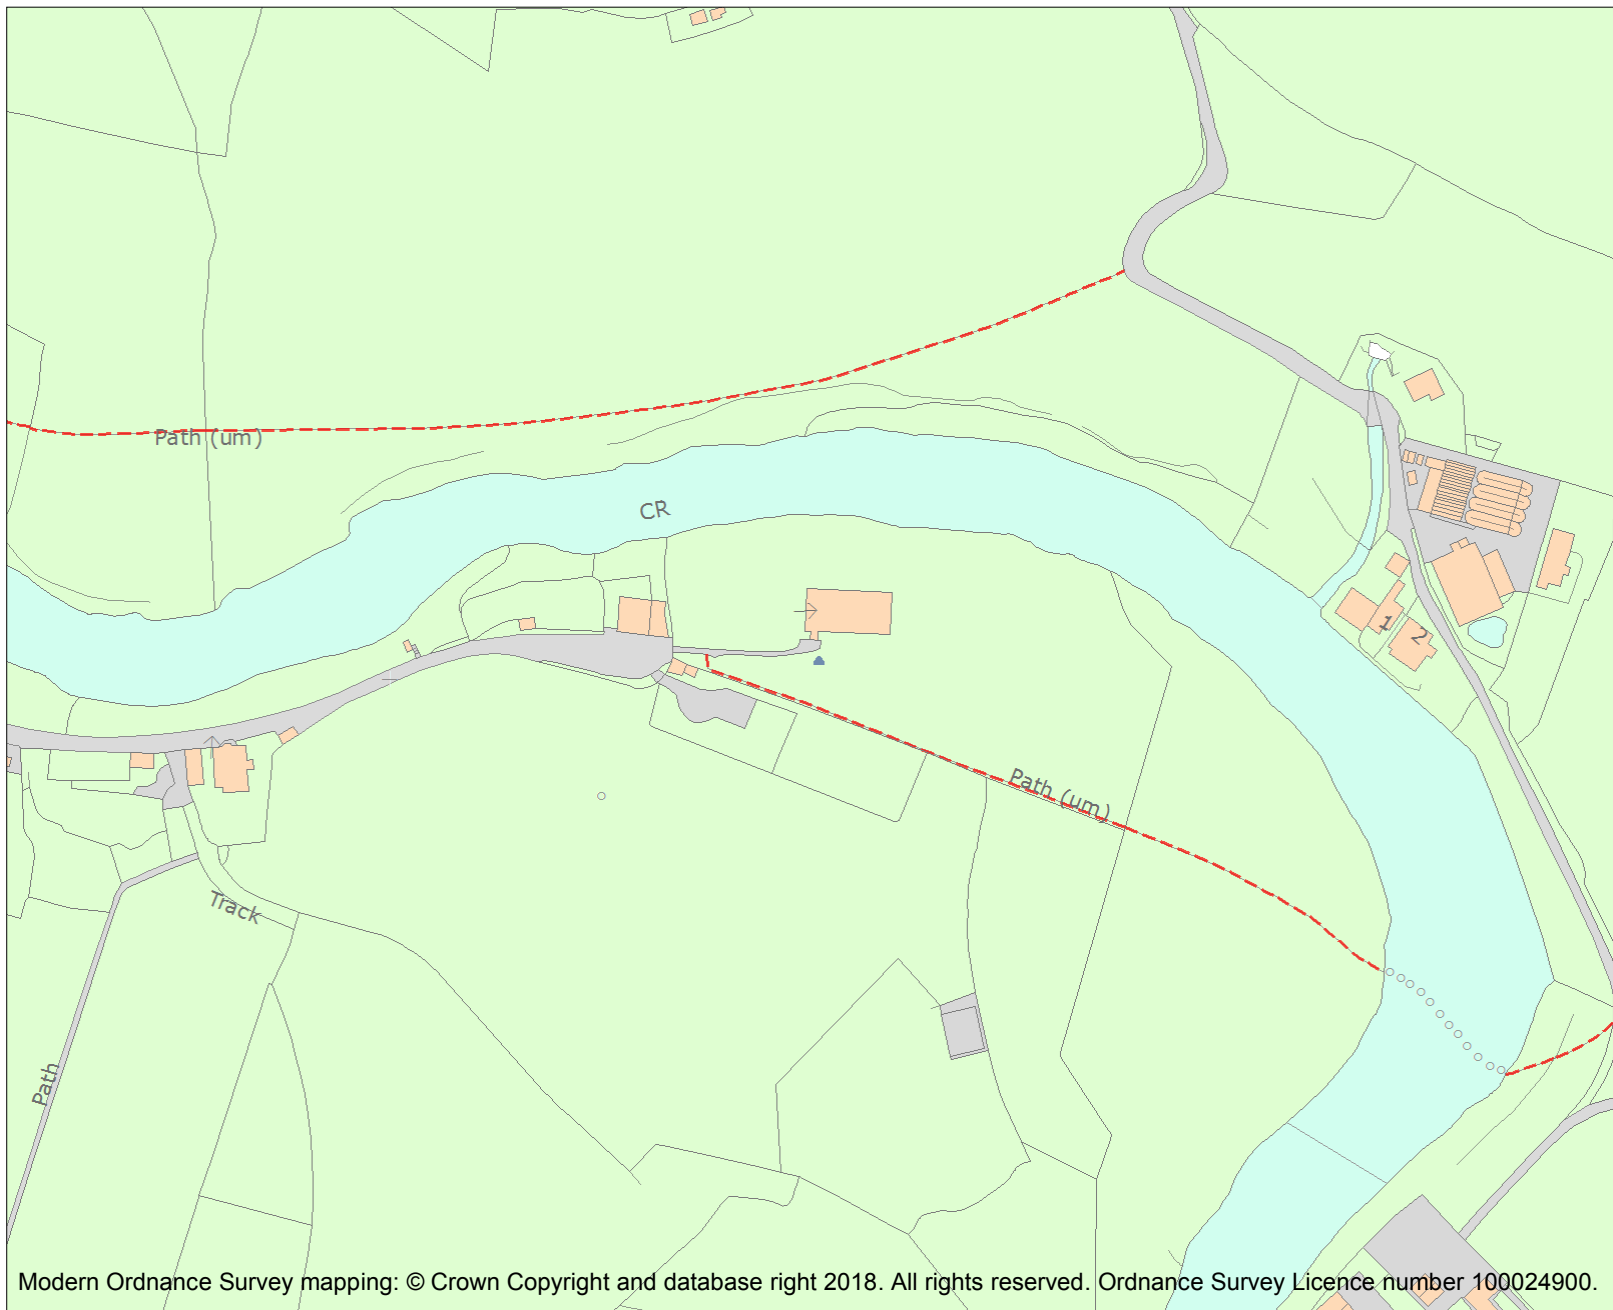 Path (um)
CR
1
2
Path (um)
Track
Path
Modern Ordnance Survey mapping: © Crown Copyright and database right 2018. All rights reserved. Ordnance Survey Licence number 100024900.